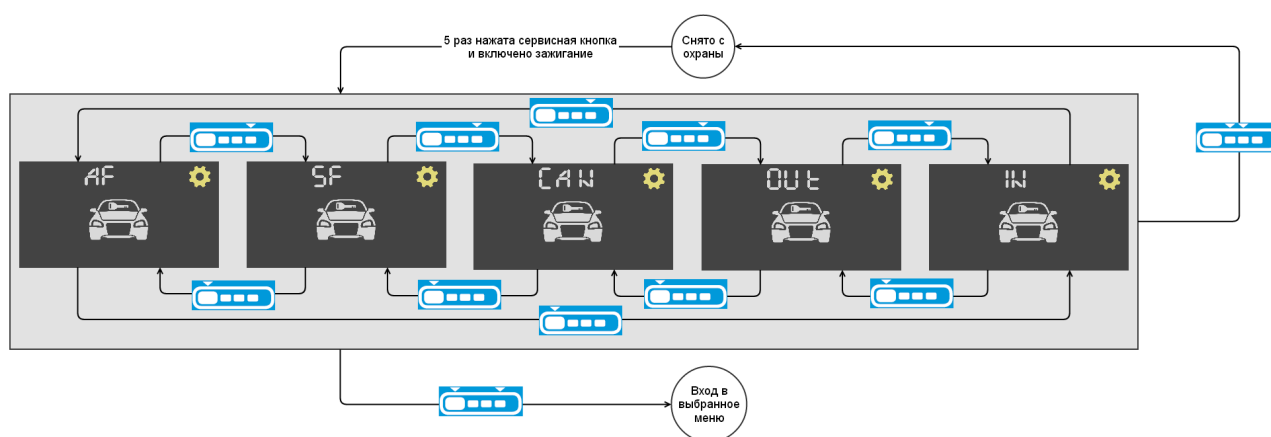 5 раз нажата сервисная кнопка
и включено зажигание
Снято с
охраны
AF
SF
CAN
OUt
IN
Вход в
выбранное
меню